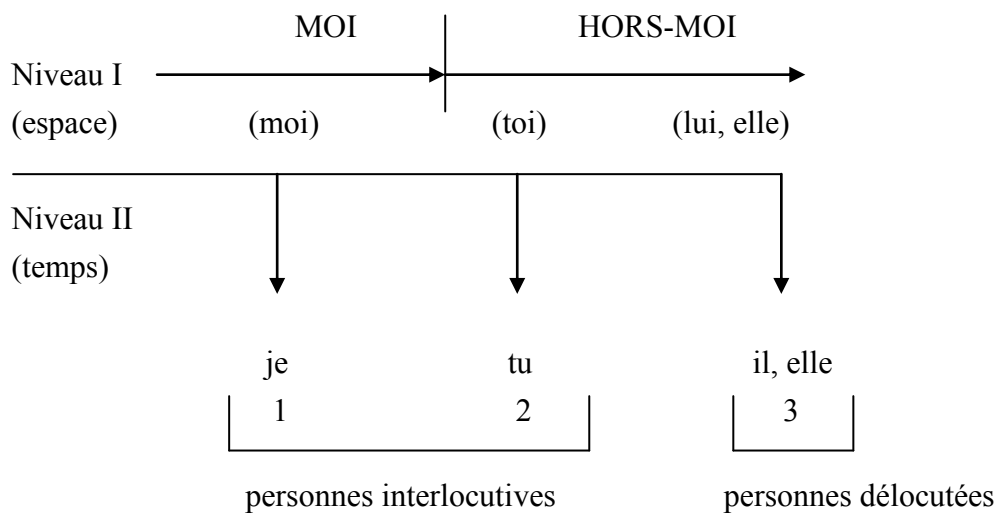 MOI HORS-MOI
Niveau I
(espace) (moi) (toi) (lui, elle)
Niveau II
(temps)
je tu il, elle
1 2 3
personnes interlocutives personnes délocutées